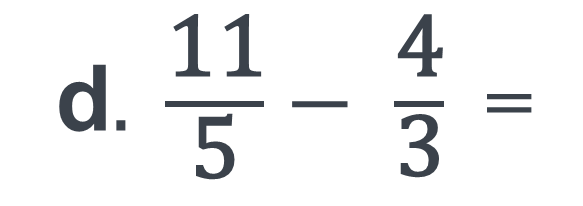 d. 11/5 − 4/3 =